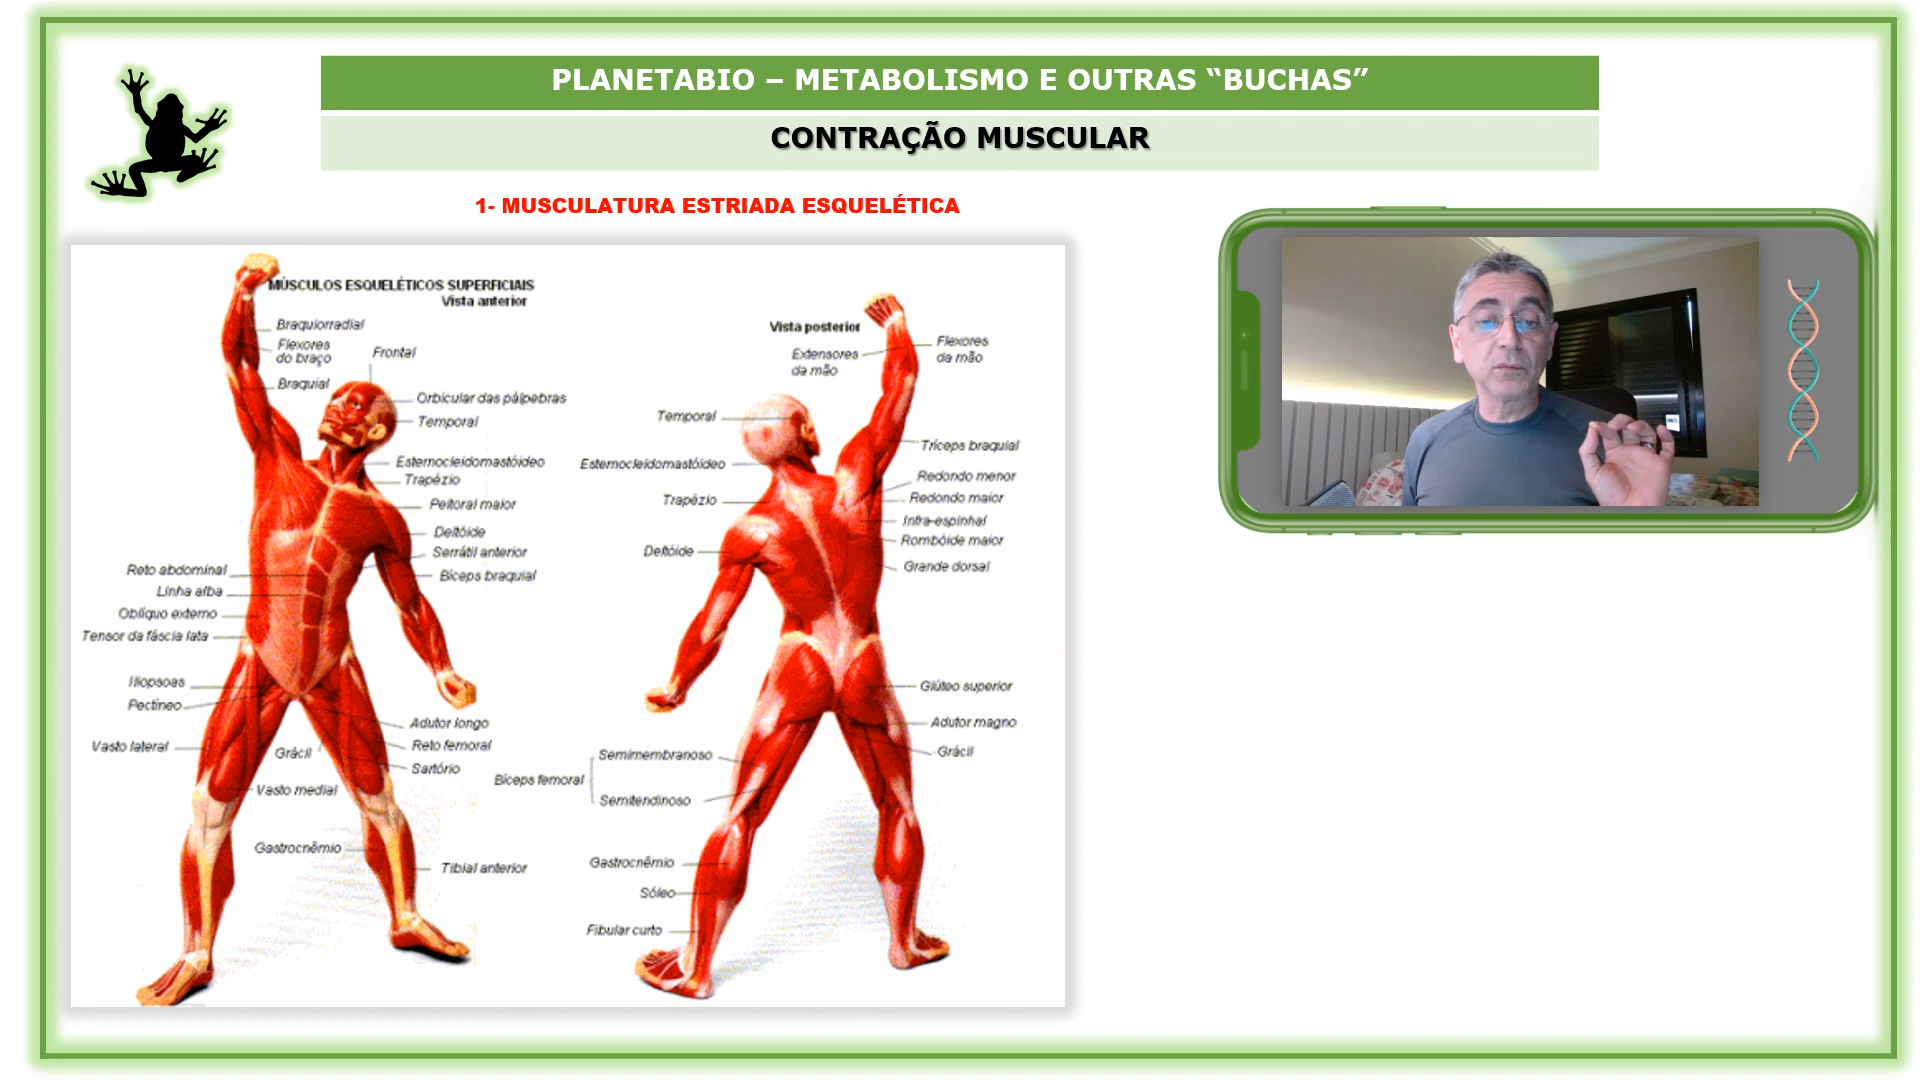 PLANETABIO – METABOLISMO E OUTRAS “BUCHAS”
CONTRAÇÃO MUSCULAR
1- MUSCULATURA ESTRIADA ESQUELÉTICA
MÚSCULOS ESQUELÉTICOS SUPERFICIAIS
Vista anterior
Braquiorradial
Flexores
do braço
Frontal
Braquial
Orbicular das pálpebras
Temporal
Esternocleidomastóideo
Trapézio
Peitoral maior
Deltóide
Serrátil anterior
Bíceps braquial
Reto abdominal
Linha alba
Oblíquo externo
Tensor da fáscia lata
Iliopsoas
Pectíneo
Vasto lateral
Grácil
Adutor longo
Reto femoral
Sartório
Vasto medial
Gastrocnêmio
Tibial anterior
Vista posterior
Extensores
da mão
Flexores
da mão
Temporal
Tríceps braquial
Esternocleidomastóideo
Redondo menor
Trapézio
Redondo maior
Infra-espinhal
Rombóide maior
Deltóide
Grande dorsal
Glúteo superior
Adutor magno
Grácil
Semimembranoso
Bíceps femoral
Semitendinoso
Gastrocnêmio
Sóleo
Fibular curto